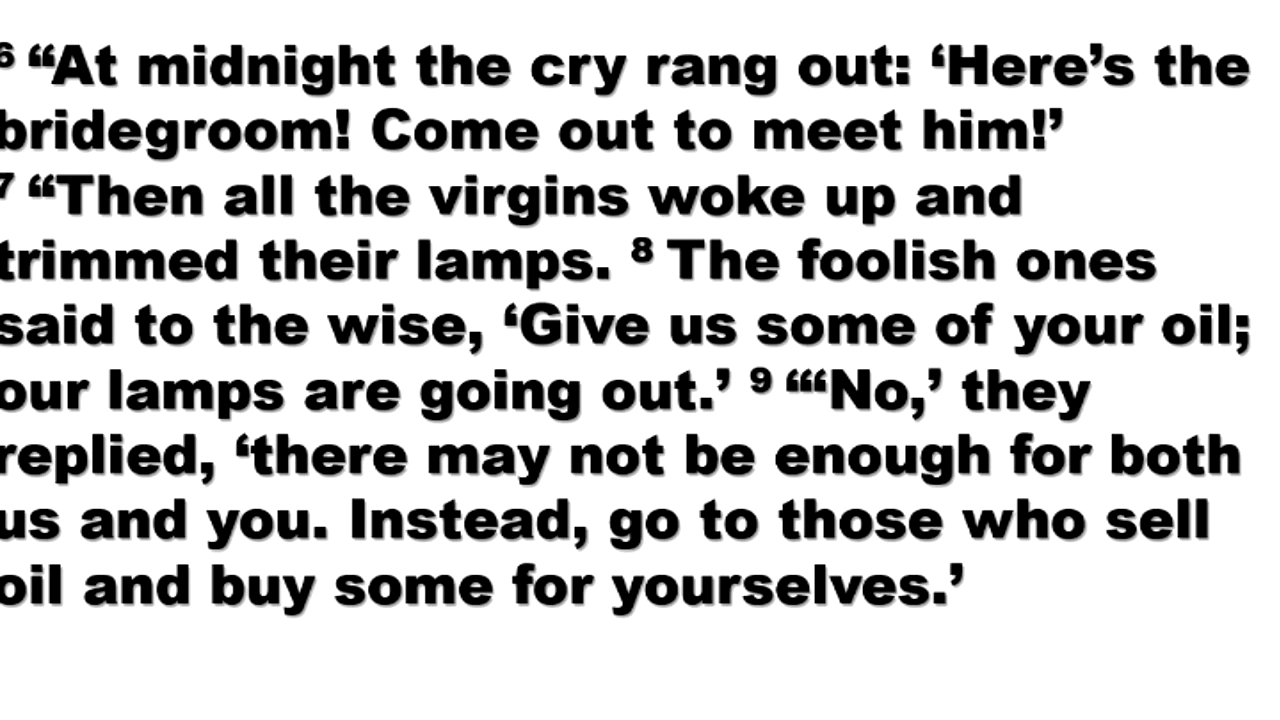 6 “At midnight the cry rang out: ‘Here’s the
bridegroom! Come out to meet him!’
7 “Then all the virgins woke up and
trimmed their lamps. 8 The foolish ones
said to the wise, ‘Give us some of your oil;
our lamps are going out.’ 9 “‘No,’ they
replied, ‘there may not be enough for both
us and you. Instead, go to those who sell
oil and buy some for yourselves.’